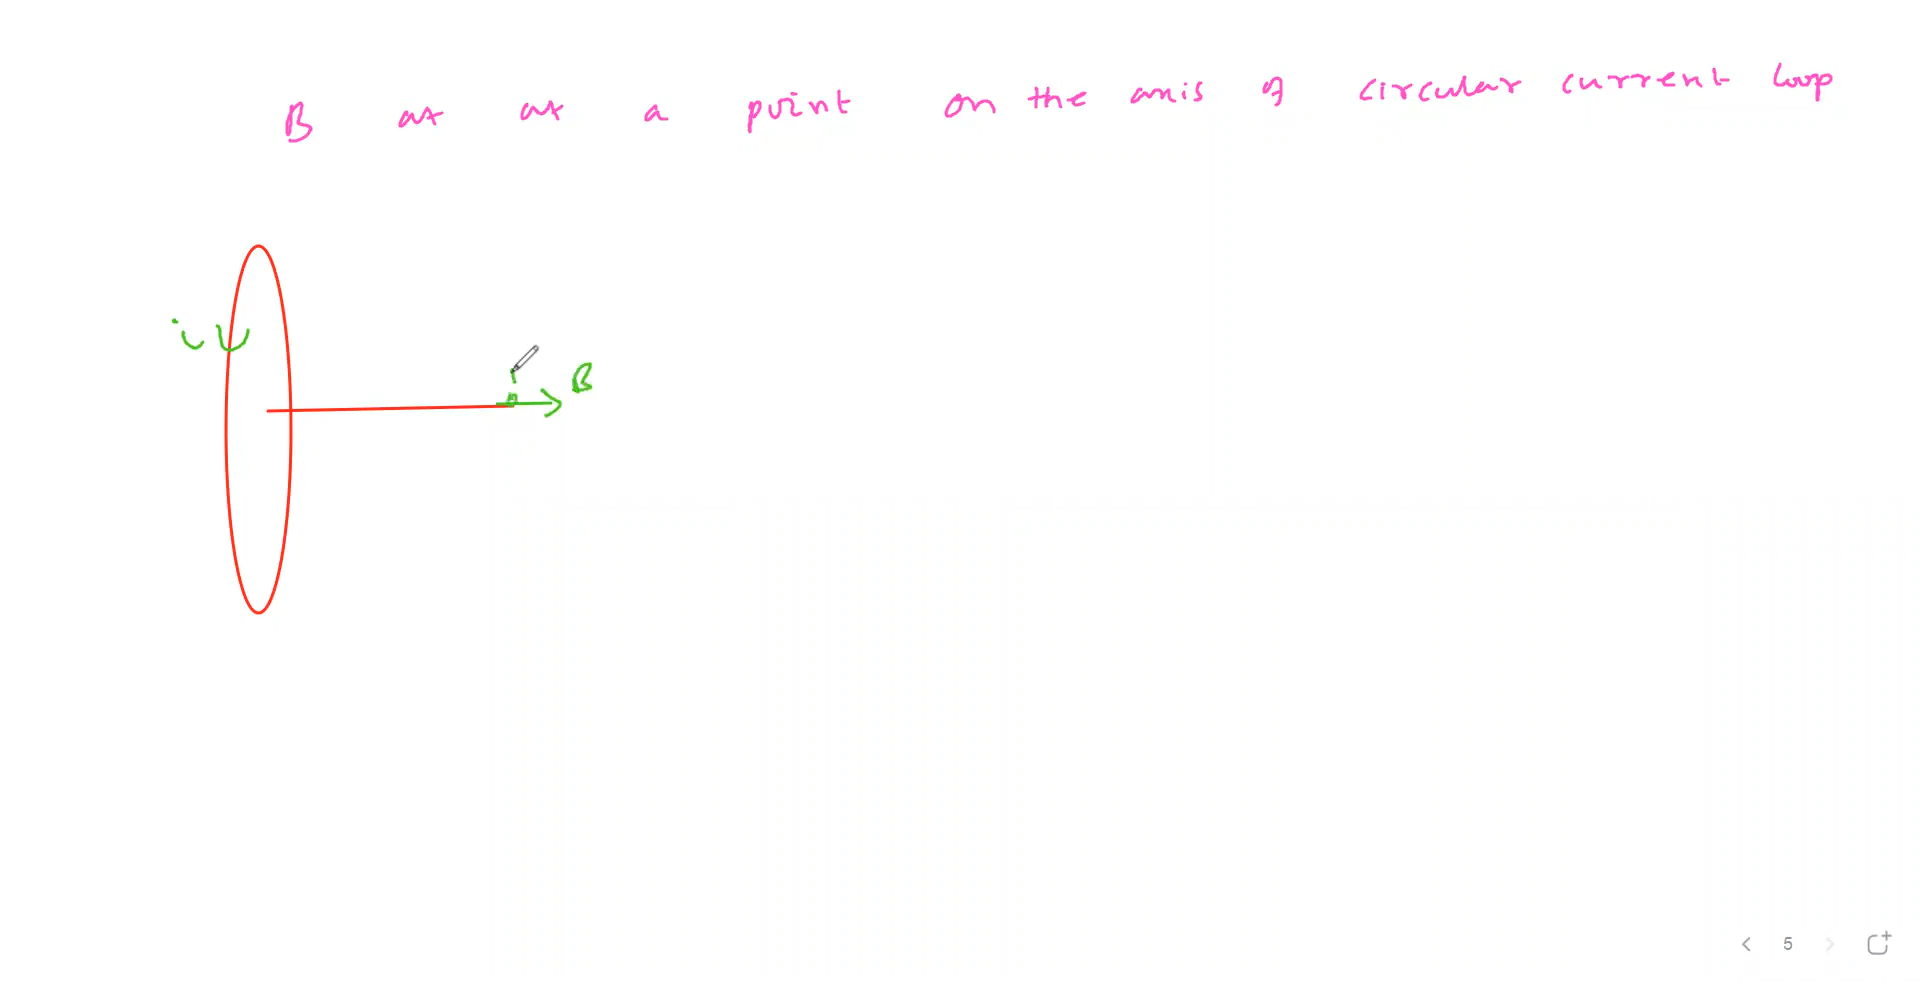 B at at a point on the axis of circular current loop
i
B
5